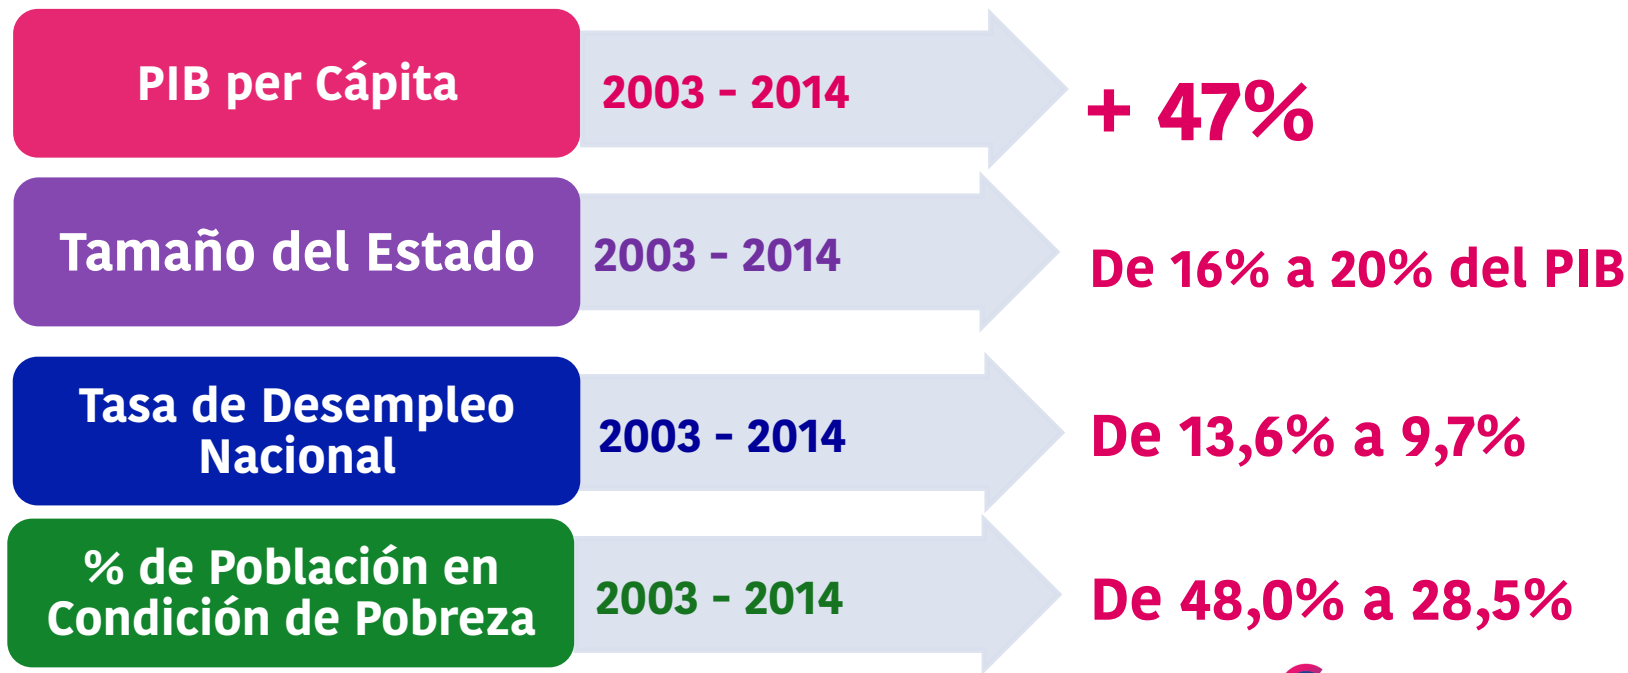 PIB per Cápita
2003 - 2014
+ 47%
Tamaño del Estado
2003 - 2014
De 16% a 20% del PIB
Tasa de Desempleo
Nacional
2003 - 2014
De 13,6% a 9,7%
% de Población en
Condición de Pobreza
2003 - 2014
De 48,0% a 28,5%